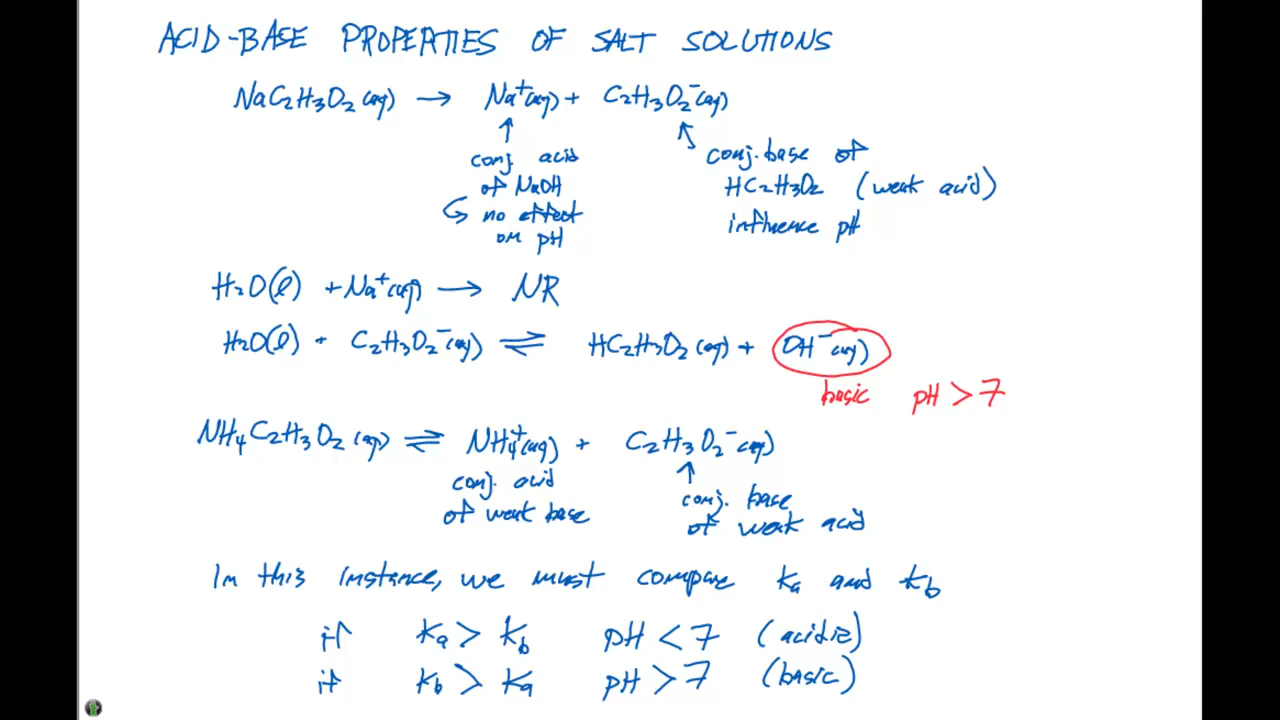 ACID-BASE PROPERTIES OF SALT SOLUTIONS
NaC₂H₃O₂(aq) → Na⁺(aq) + C₂H₃O₂⁻(aq)
↑
conj. acid
of NaOH
↳ no effect
on pH
↖
conj. base of
HC₂H₃O₂ (weak acid)
influence pH
H₂O(l) + Na⁺(aq) → NR
H₂O(l) + C₂H₃O₂⁻(aq) ⇌ HC₂H₃O₂(aq) + OH⁻(aq)
basic pH > 7
NH₄C₂H₃O₂(aq) ⇌ NH₄⁺(aq) + C₂H₃O₂⁻(aq)
conj. acid
of weak base
↑
conj. base
of weak acid
In this instance, we must compare Ka and Kb
if Ka > Kb pH < 7 (acidic)
if Kb > Ka pH > 7 (basic)